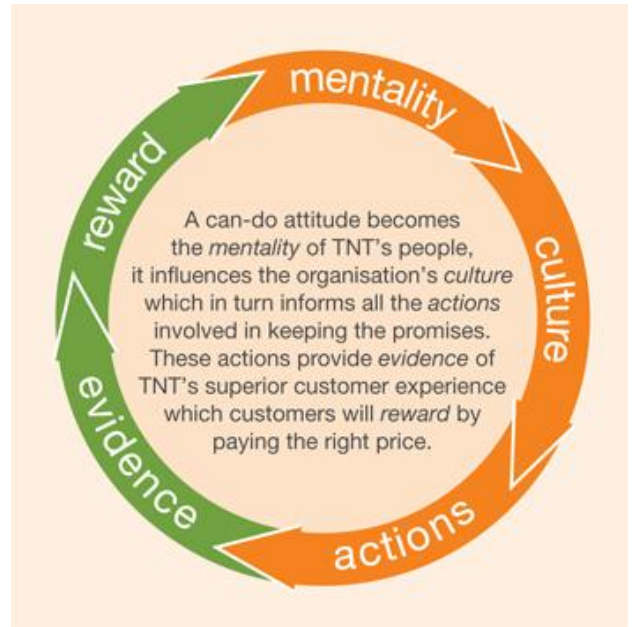 mentality
culture
actions
evidence
reward
A can-do attitude becomes
the mentality of TNT's people,
it influences the organisation's culture
which in turn informs all the actions
involved in keeping the promises.
These actions provide evidence of
TNT's superior customer experience
which customers will reward by
paying the right price.